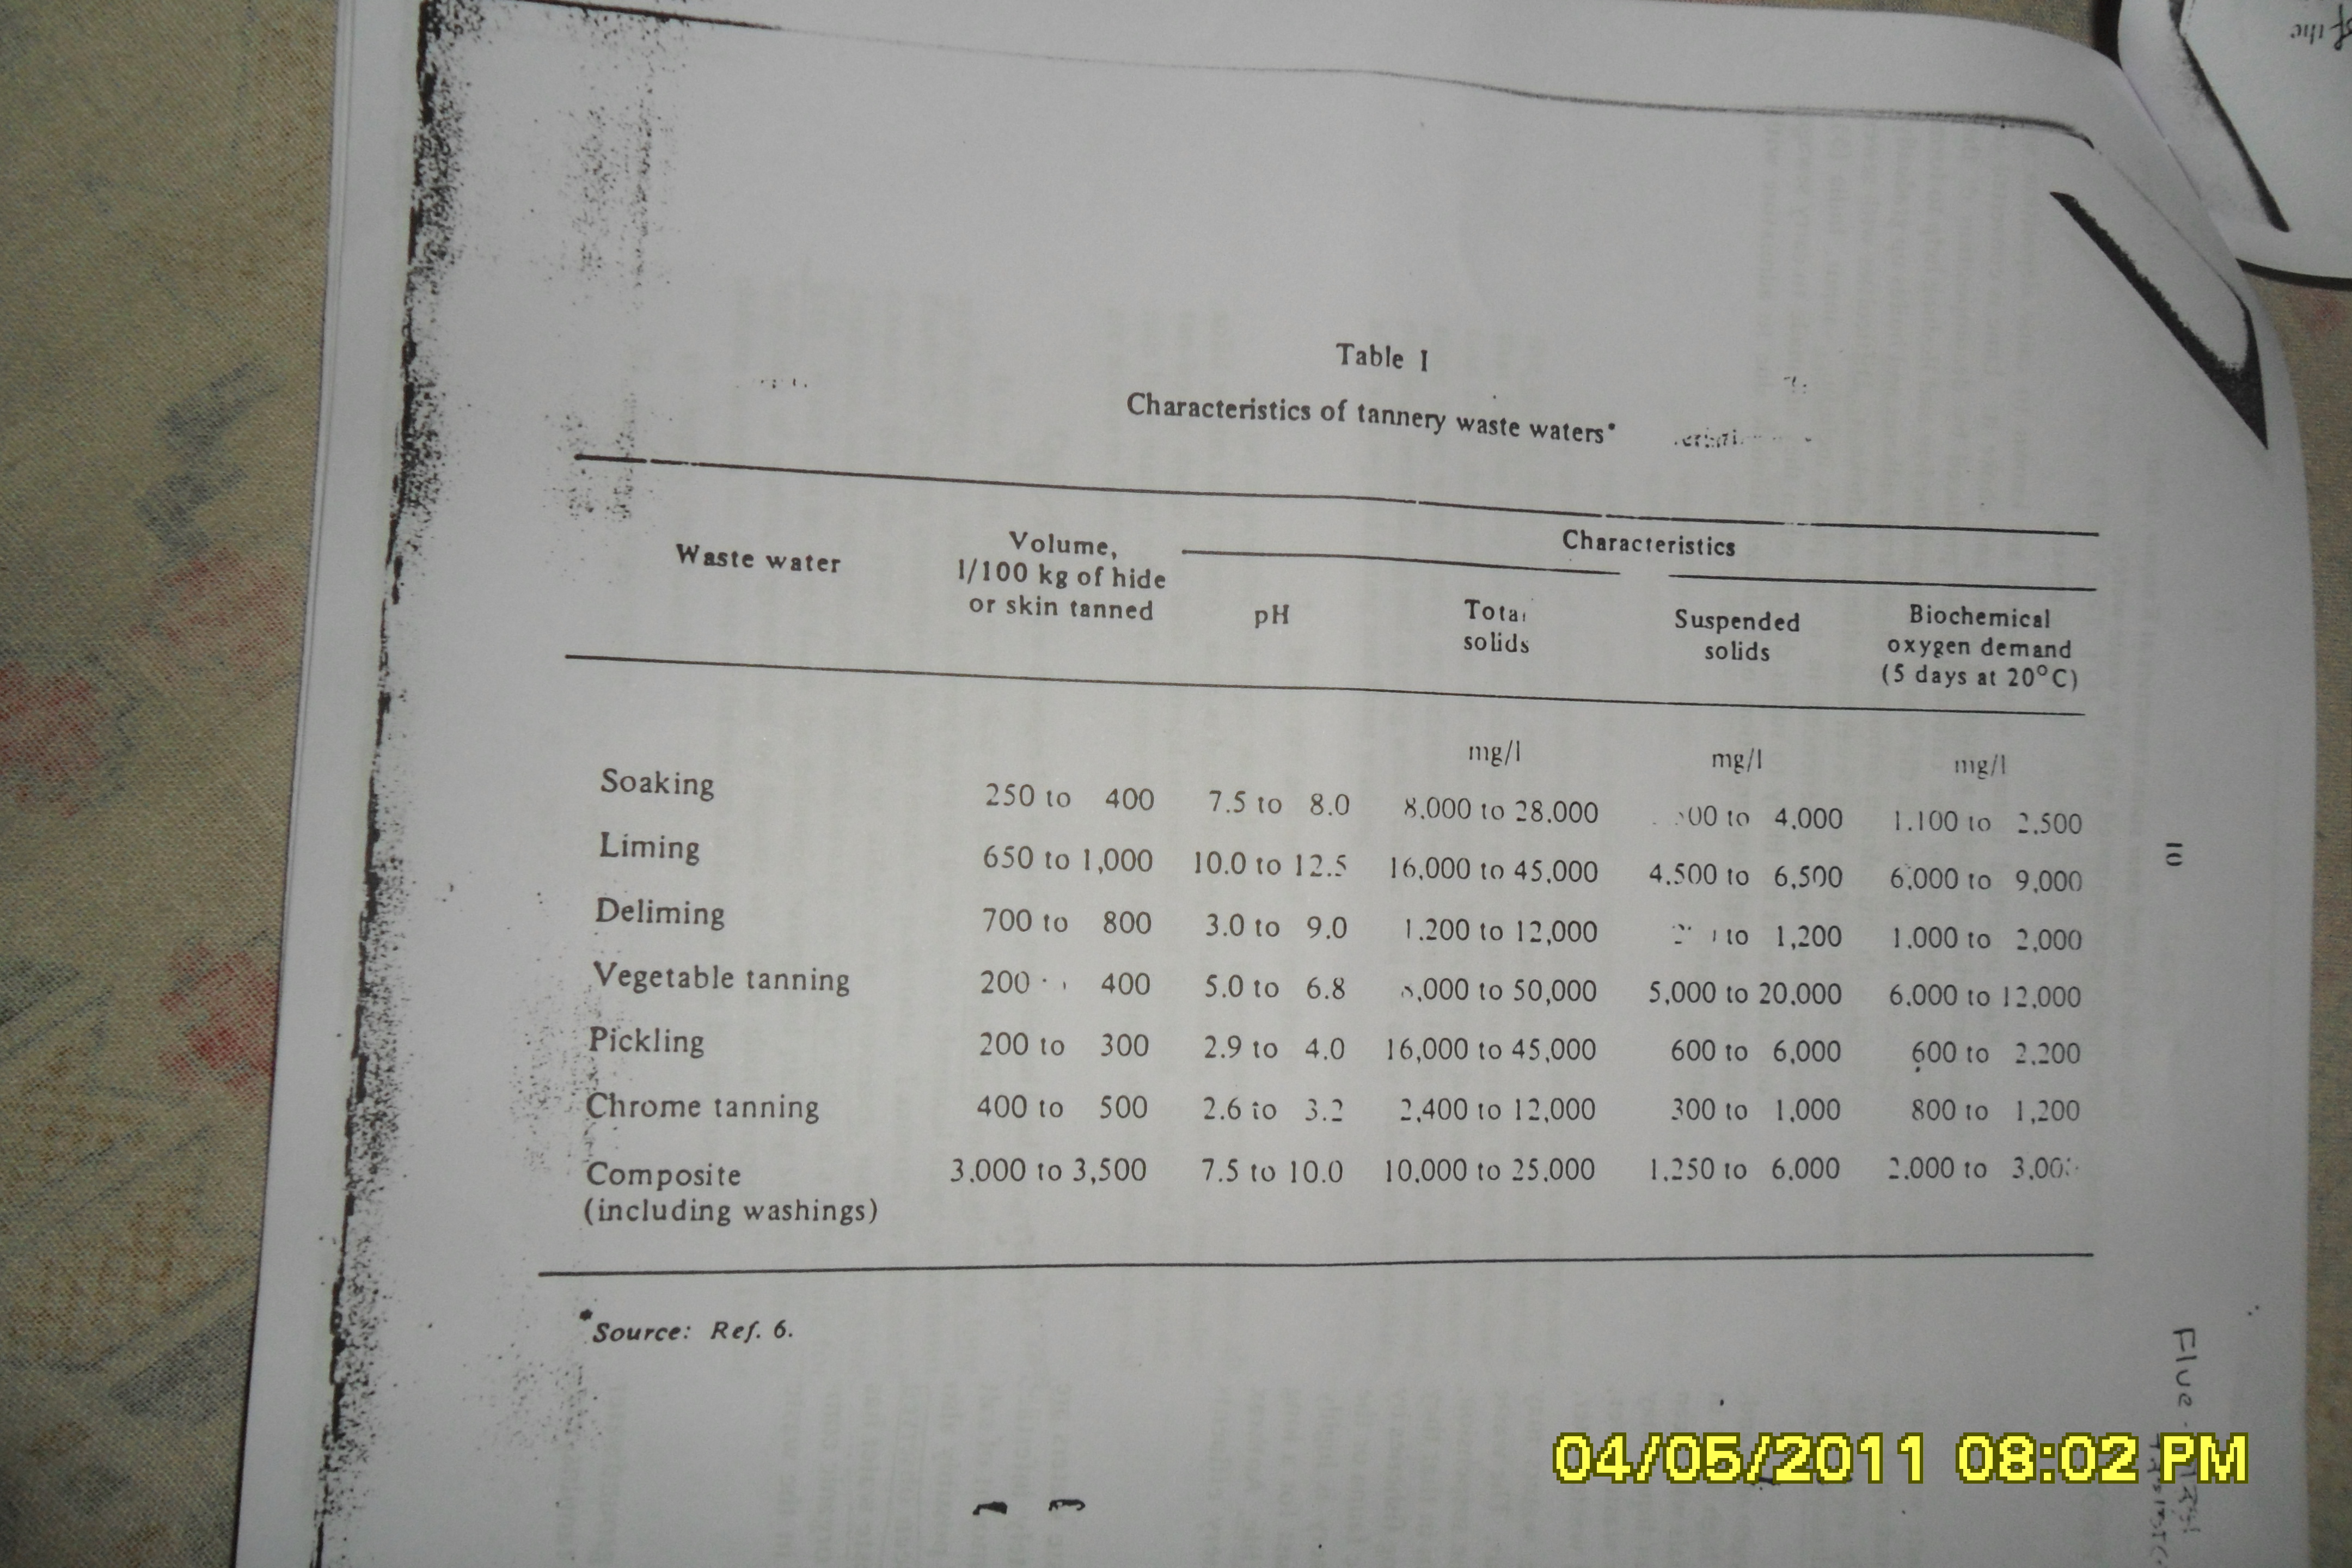 of the
Table I
Characteristics of tannery waste waters*
Waste water Volume, l/100 kg of hide or skin tanned Characteristics
pH Total solids Suspended solids Biochemical oxygen demand (5 days at 20°C)
mg/l mg/l mg/l
Soaking 250 to 400 7.5 to 8.0 8,000 to 28,000 to 4,000 1,100 to 2,500
Liming 650 to 1,000 10.0 to 12.5 16,000 to 45,000 4,500 to 6,500 6,000 to 9,000
Deliming 700 to 800 3.0 to 9.0 1,200 to 12,000 to 1,200 1,000 to 2,000
Vegetable tanning 200 400 5.0 to 6.8 to 50,000 5,000 to 20,000 6,000 to 12,000
Pickling 200 to 300 2.9 to 4.0 16,000 to 45,000 600 to 6,000 600 to 2,200
Chrome tanning 400 to 500 2.6 to 3.2 2,400 to 12,000 300 to 1,000 800 to 1,200
Composite 3,000 to 3,500 7.5 to 10.0 10,000 to 25,000 1,250 to 6,000 2,000 to
(including washings)
*Source: Ref. 6.
10
Flue
04/05/2011 08:02 PM